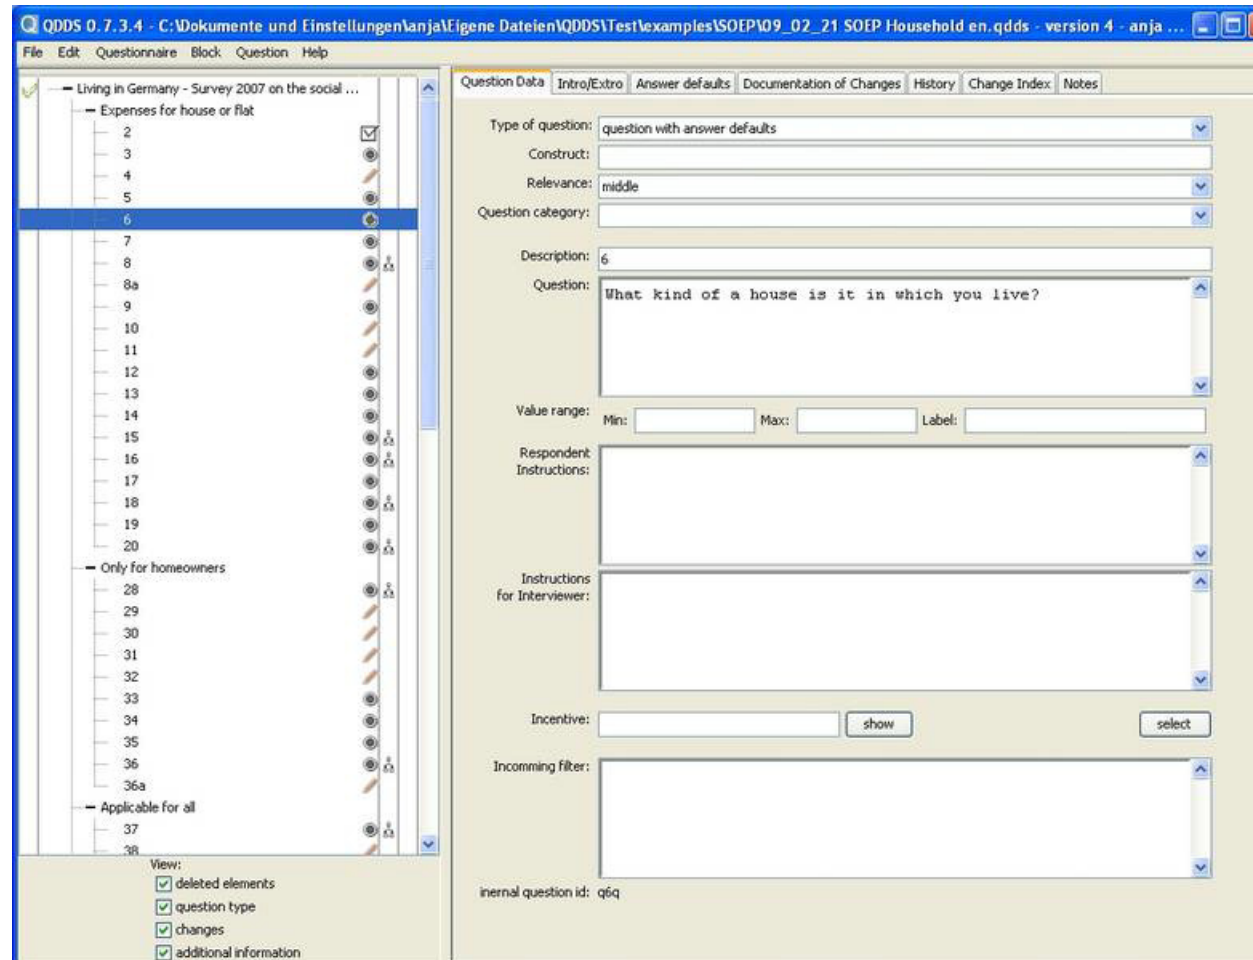 QDDS 0.7.3.4 - C:\Dokumente und Einstellungen\anja\Eigene Dateien\QDDS\Test\examples\SOEP\09_02_21 SOEP Household en.qdds - version 4 - anja ...
File Edit Questionnaire Block Question Help
Living in Germany - Survey 2007 on the social ...
Expenses for house or flat
2
3
4
5
6
7
8
8a
9
10
11
12
13
14
15
16
17
18
19
20
Only for homeowners
28
29
30
31
32
33
34
35
36
36a
Applicable for all
37
38
View:
deleted elements
question type
changes
additional information
Question Data Intro/Extro Answer defaults Documentation of Changes History Change Index Notes
Type of question: question with answer defaults
Construct:
Relevance: middle
Question category:
Description: 6
Question: What kind of a house is it in which you live?
Value range: Min: Max: Label:
Respondent
Instructions:
Instructions
for Interviewer:
Incentive: show select
Incomming filter:
inernal question id: q6q